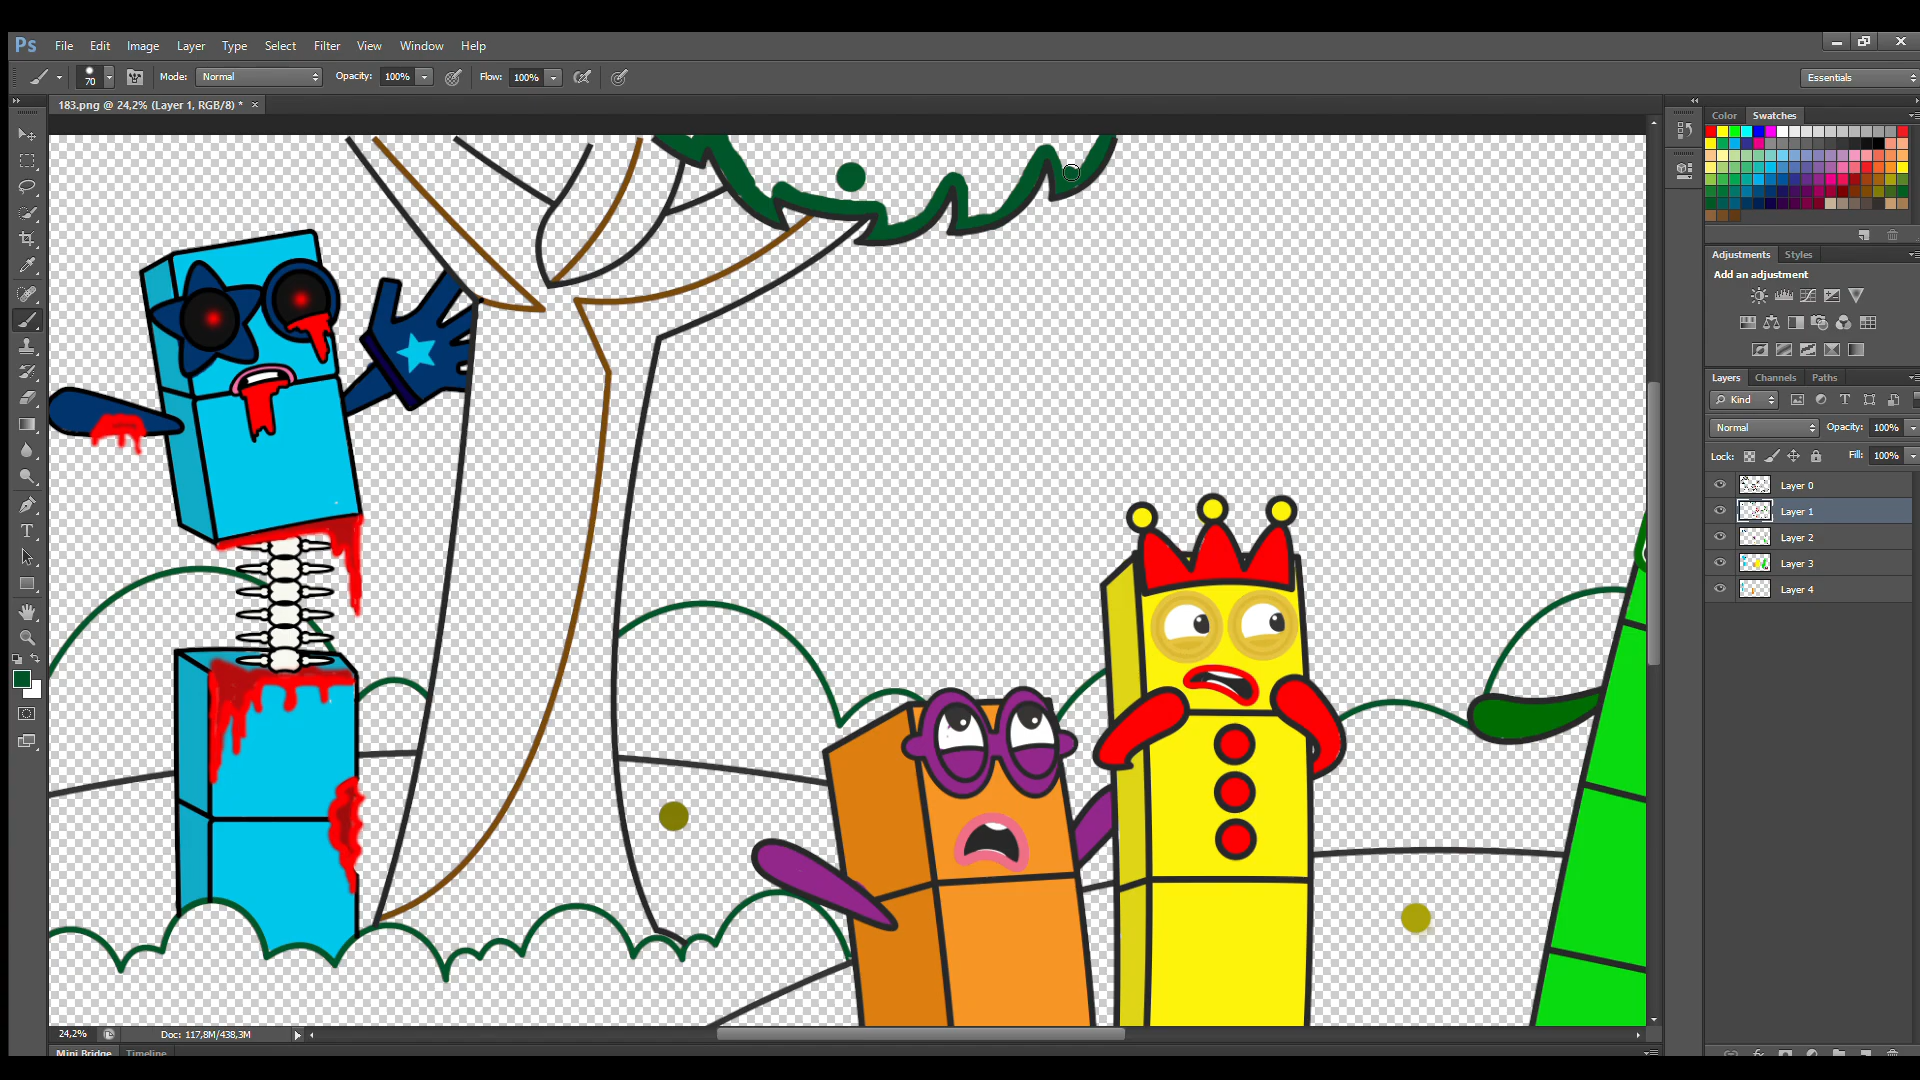 Ps File Edit Image Layer Type Select Filter View Window Help
70 Mode: Normal Opacity: 100% Flow: 100% Essentials
183.png @ 24,2% (Layer 1, RGB/8) * ×
Color Swatches
Adjustments Styles
Add an adjustment
Layers Channels Paths
Kind
Normal Opacity: 100%
Lock: Fill: 100%
Layer 0
Layer 1
Layer 2
Layer 3
Layer 4
24,2% Doc: 117,8M/438,3M
Mini Bridge Timeline